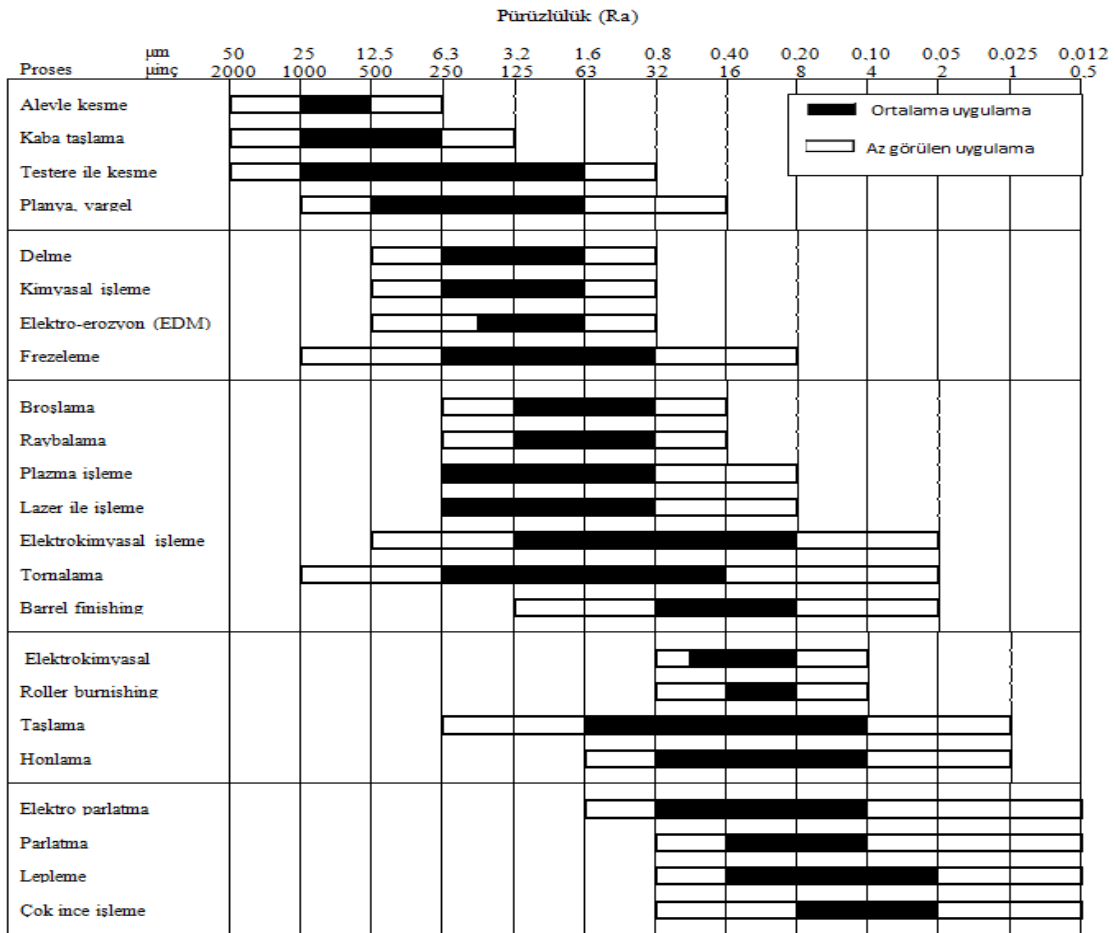 Pürüzlülük (Ra)
µm 50 25 12.5 6.3 3.2 1.6 0.8 0.40 0.20 0.10 0.05 0.025 0.012
Proses µinç 2000 1000 500 250 125 63 32 16 8 4 2 1 0.5
Alevle kesme
Ortalama uygulama
Kaba taşlama
Az görülen uygulama
Testere ile kesme
Planya, vargel
Delme
Kimyasal işleme
Elektro-erozyon (EDM)
Frezeleme
Broşlama
Raybalama
Plazma işleme
Lazer ile işleme
Elektrokimyasal işleme
Tornalama
Barrel finishing
Elektrokimyasal
Roller burnishing
Taşlama
Honlama
Elektro parlatma
Parlatma
Lepleme
Çok ince işleme